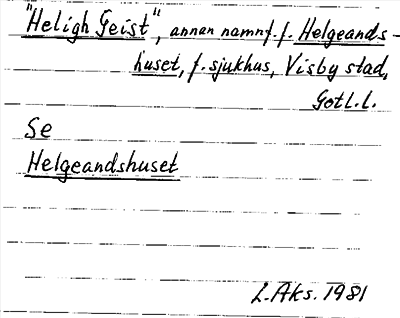 "Heligh Geist", annan namnf. f. Helgeands-
huset, f. sjukhus, Visby stad,
Gotl.l.
Se
Helgeandshuset
L.Aks. 1981